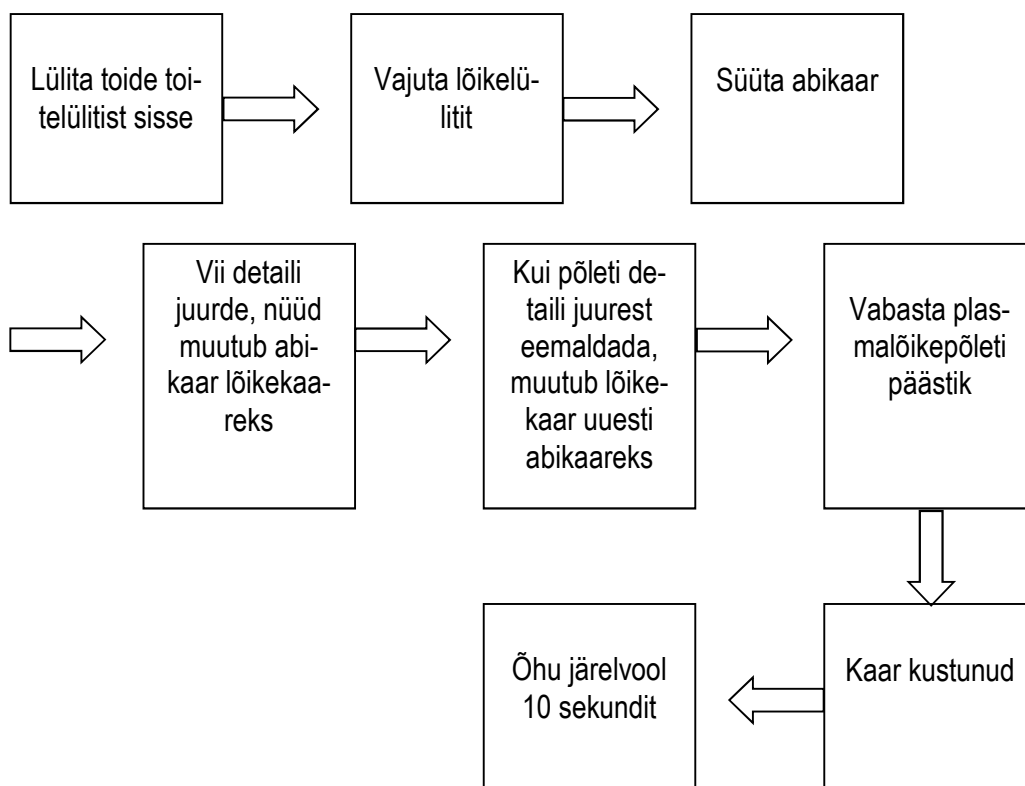 Lülita toide toi-
telülitist sisse
Vajuta lõikelü-
litit
Süüta abikaar
Vii detaili
juurde, nüüd
muutub abi-
kaar lõikekaa-
reks
Kui põleti de-
taili juurest
eemaldada,
muutub lõike-
kaar uuesti
abikaareks
Vabasta plas-
malõikepõleti
päästik
Kaar kustunud
Õhu järelvool
10 sekundit